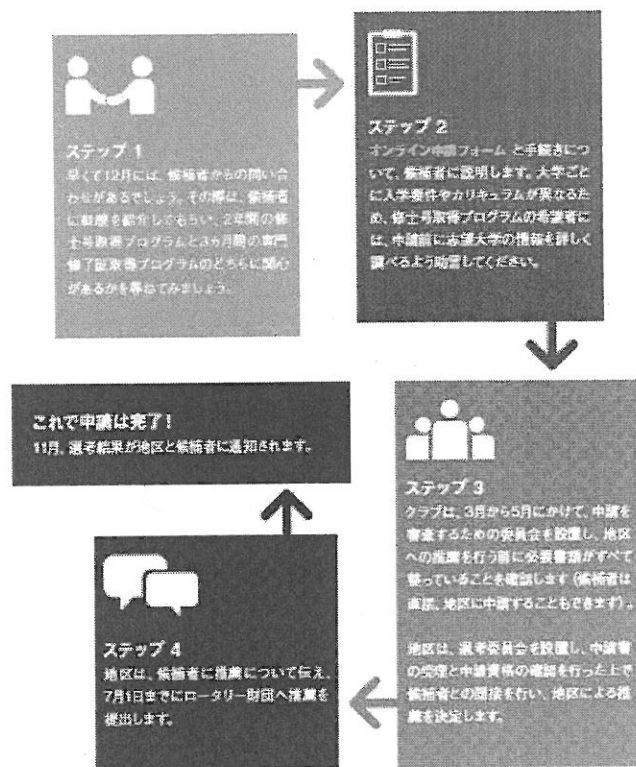 ステップ 1
早くて12月には、候補者からの問い合
わせがあるでしょう。その際は、候補者
に経歴を紹介してもらい、2年間の修
士号取得プログラムと3ヵ月間の専門
修了証取得プログラムのどちらに関心
があるかを尋ねてみましょう。
ステップ 2
オンライン申請フォーム と手続きにつ
いて、候補者に説明します。大学ごと
に入学要件やカリキュラムが異なるた
め、修士号取得プログラムの希望者に
は、申請前に志望大学の情報を詳しく
調べるよう助言してください。
ステップ 3
クラブは、3月から5月にかけて、申請を
審査するための委員会を設置し、地区
への推薦を行う前に必要書類がすべて
整っていることを確認します（候補者は
直接、地区に申請することもできます）。
地区は、選考委員会を設置し、申請書
の受理と申請資格の確認を行った上で
候補者との面接を行い、地区による推
薦を決定します。
ステップ 4
地区は、候補者に推薦について伝え、
7月1日までにロータリー財団へ推薦を
提出します。
これで申請は完了！
11月、選考結果が地区と候補者に通知されます。